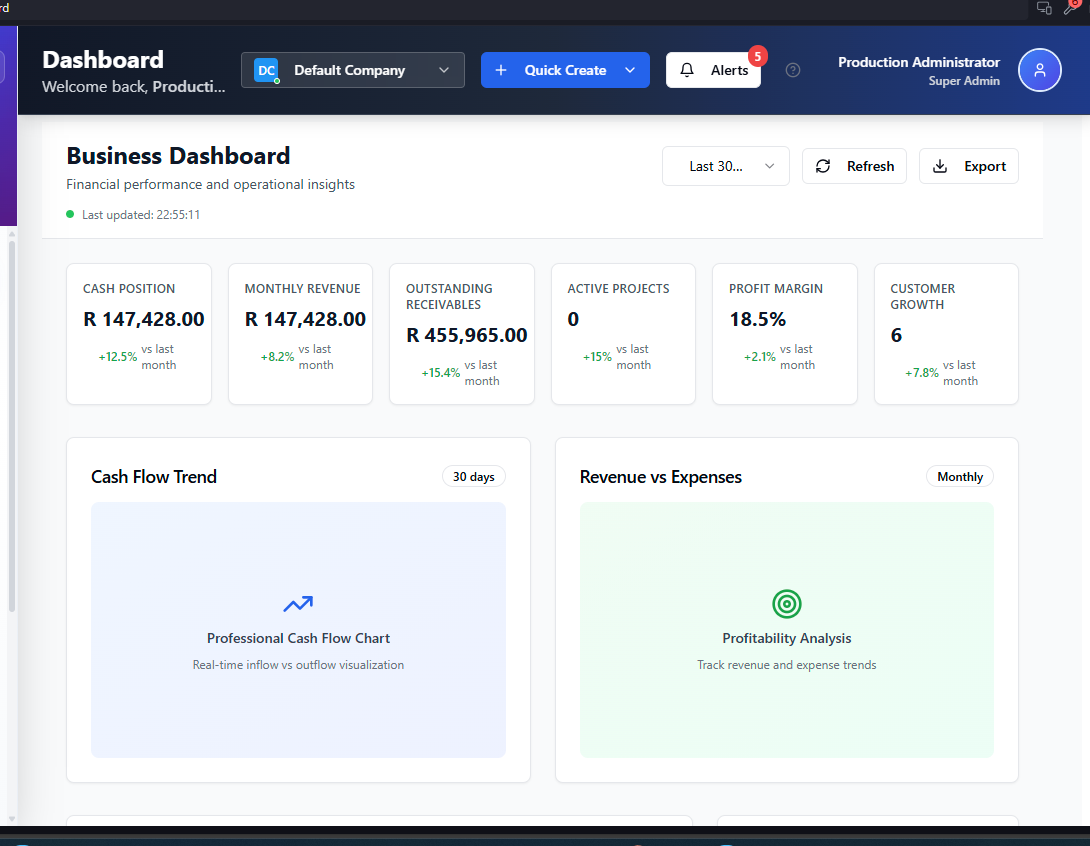 rd
Dashboard
Welcome back, Producti...
DC
Default Company
Quick Create
Alerts
5
Production Administrator
Super Admin
Business Dashboard
Financial performance and operational insights
Last updated: 22:55:11
Last 30...
Refresh
Export
CASH POSITION
R 147,428.00
+12.5%
vs last
month
MONTHLY REVENUE
R 147,428.00
+8.2%
vs last
month
OUTSTANDING
RECEIVABLES
R 455,965.00
+15.4%
vs last
month
ACTIVE PROJECTS
0
+15%
vs last
month
PROFIT MARGIN
18.5%
+2.1%
vs last
month
CUSTOMER
GROWTH
6
+7.8%
vs last
month
Cash Flow Trend
30 days
Professional Cash Flow Chart
Real-time inflow vs outflow visualization
Revenue vs Expenses
Monthly
Profitability Analysis
Track revenue and expense trends